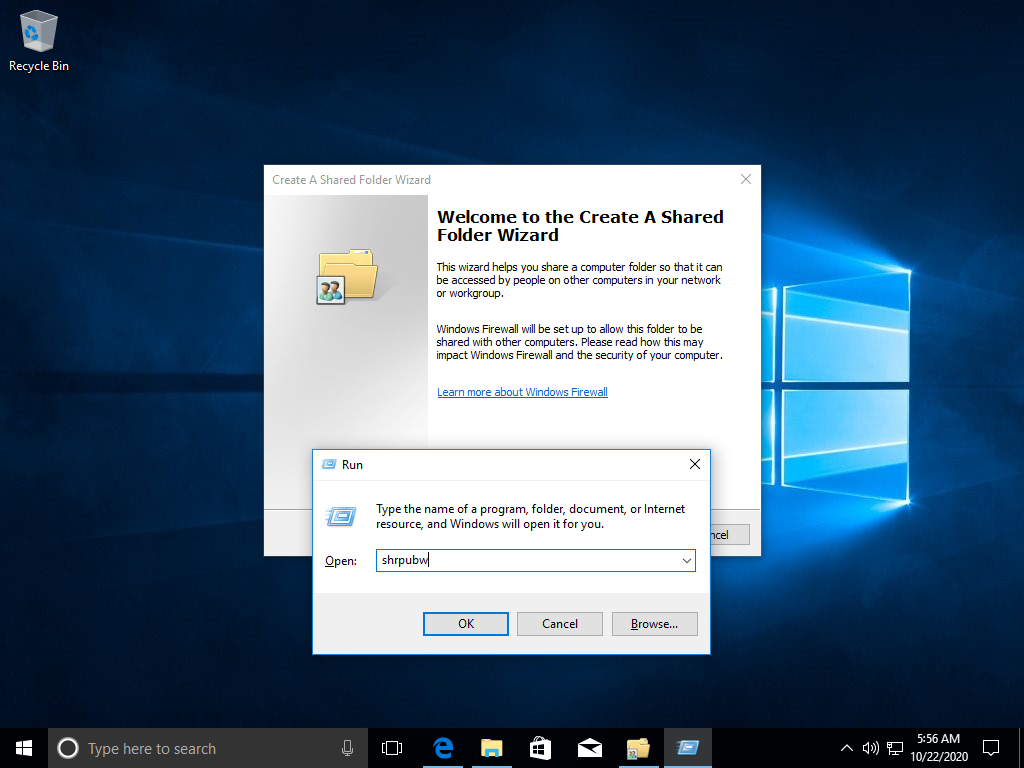 Recycle Bin
Create A Shared Folder Wizard
Welcome to the Create A Shared
Folder Wizard
This wizard helps you share a computer folder so that it can
be accessed by people on other computers in your network
or workgroup.
Windows Firewall will be set up to allow this folder to be
shared with other computers. Please read how this may
impact Windows Firewall and the security of your computer.
Learn more about Windows Firewall
ncel
Run
Type the name of a program, folder, document, or Internet
resource, and Windows will open it for you.
Open: shrpubw
OK Cancel Browse...
Type here to search
5:56 AM
10/22/2020